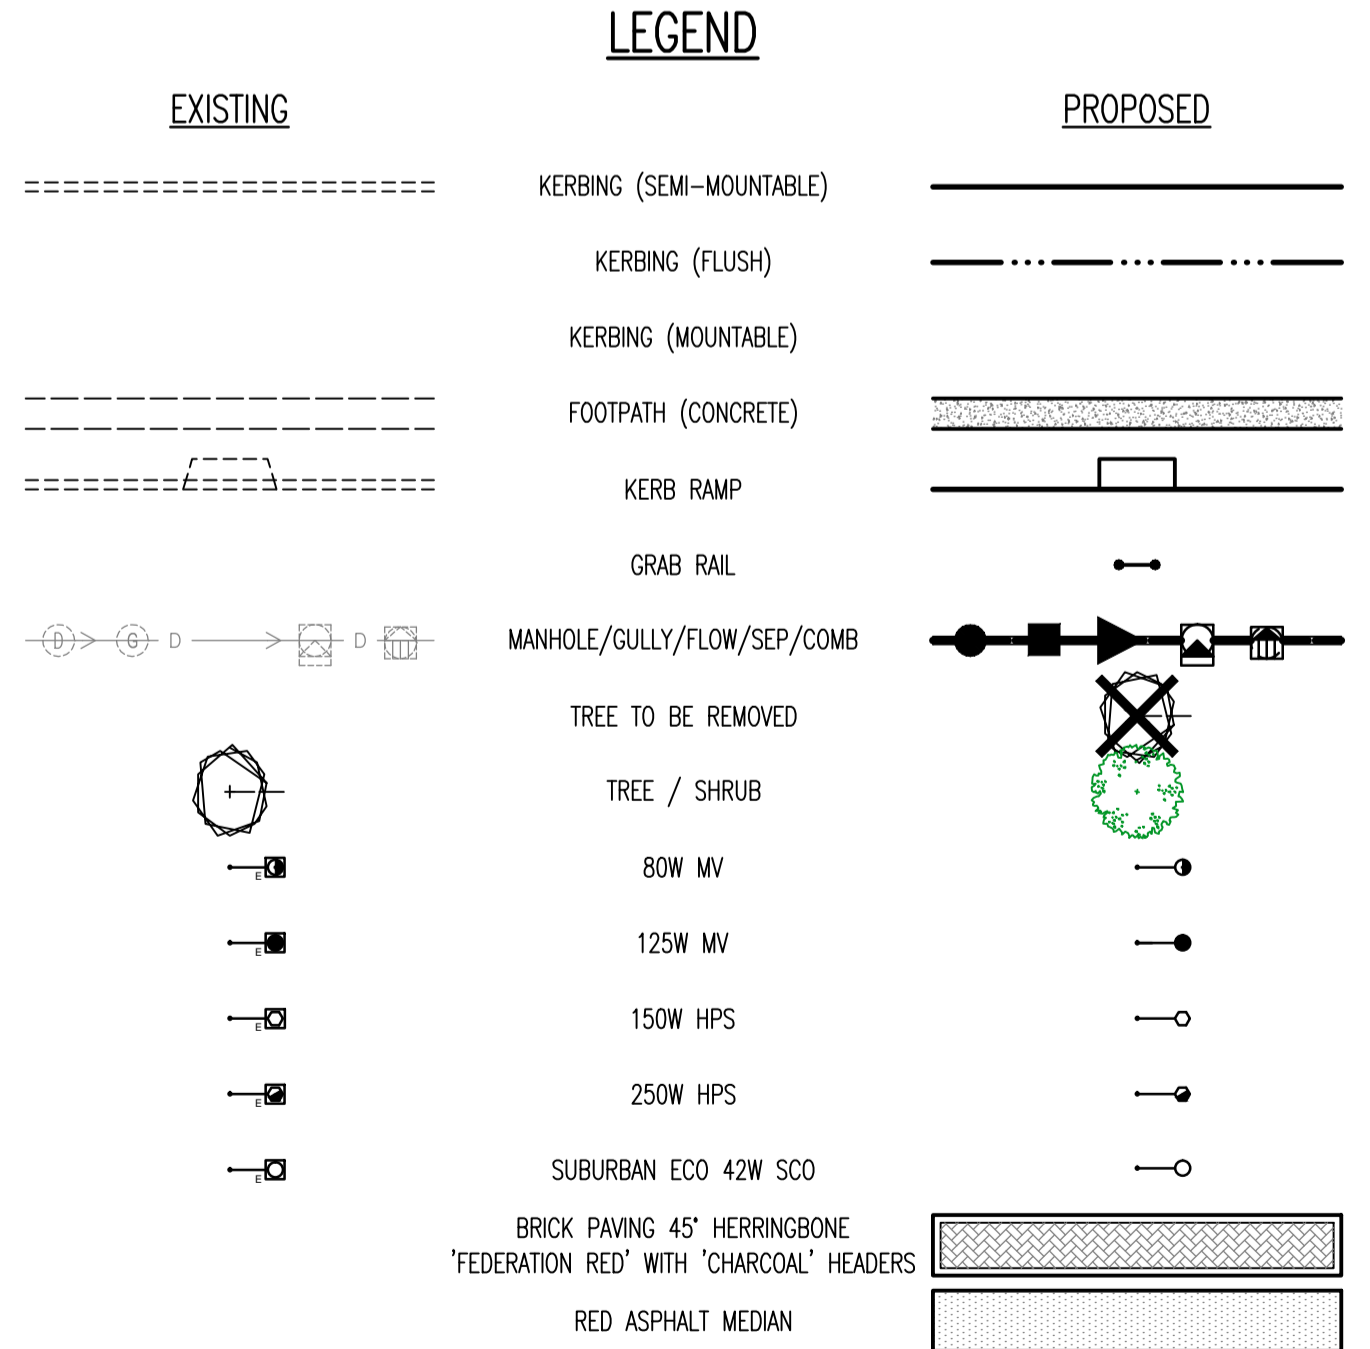 LEGEND
EXISTING PROPOSED
KERBING (SEMI-MOUNTABLE)
KERBING (FLUSH)
KERBING (MOUNTABLE)
FOOTPATH (CONCRETE)
KERB RAMP
GRAB RAIL
D G D D MANHOLE/GULLY/FLOW/SEP/COMB
TREE TO BE REMOVED
TREE / SHRUB
E 80W MV
E 125W MV
E 150W HPS
E 250W HPS
E SUBURBAN ECO 42W SCO
BRICK PAVING 45° HERRINGBONE
'FEDERATION RED' WITH 'CHARCOAL' HEADERS
RED ASPHALT MEDIAN